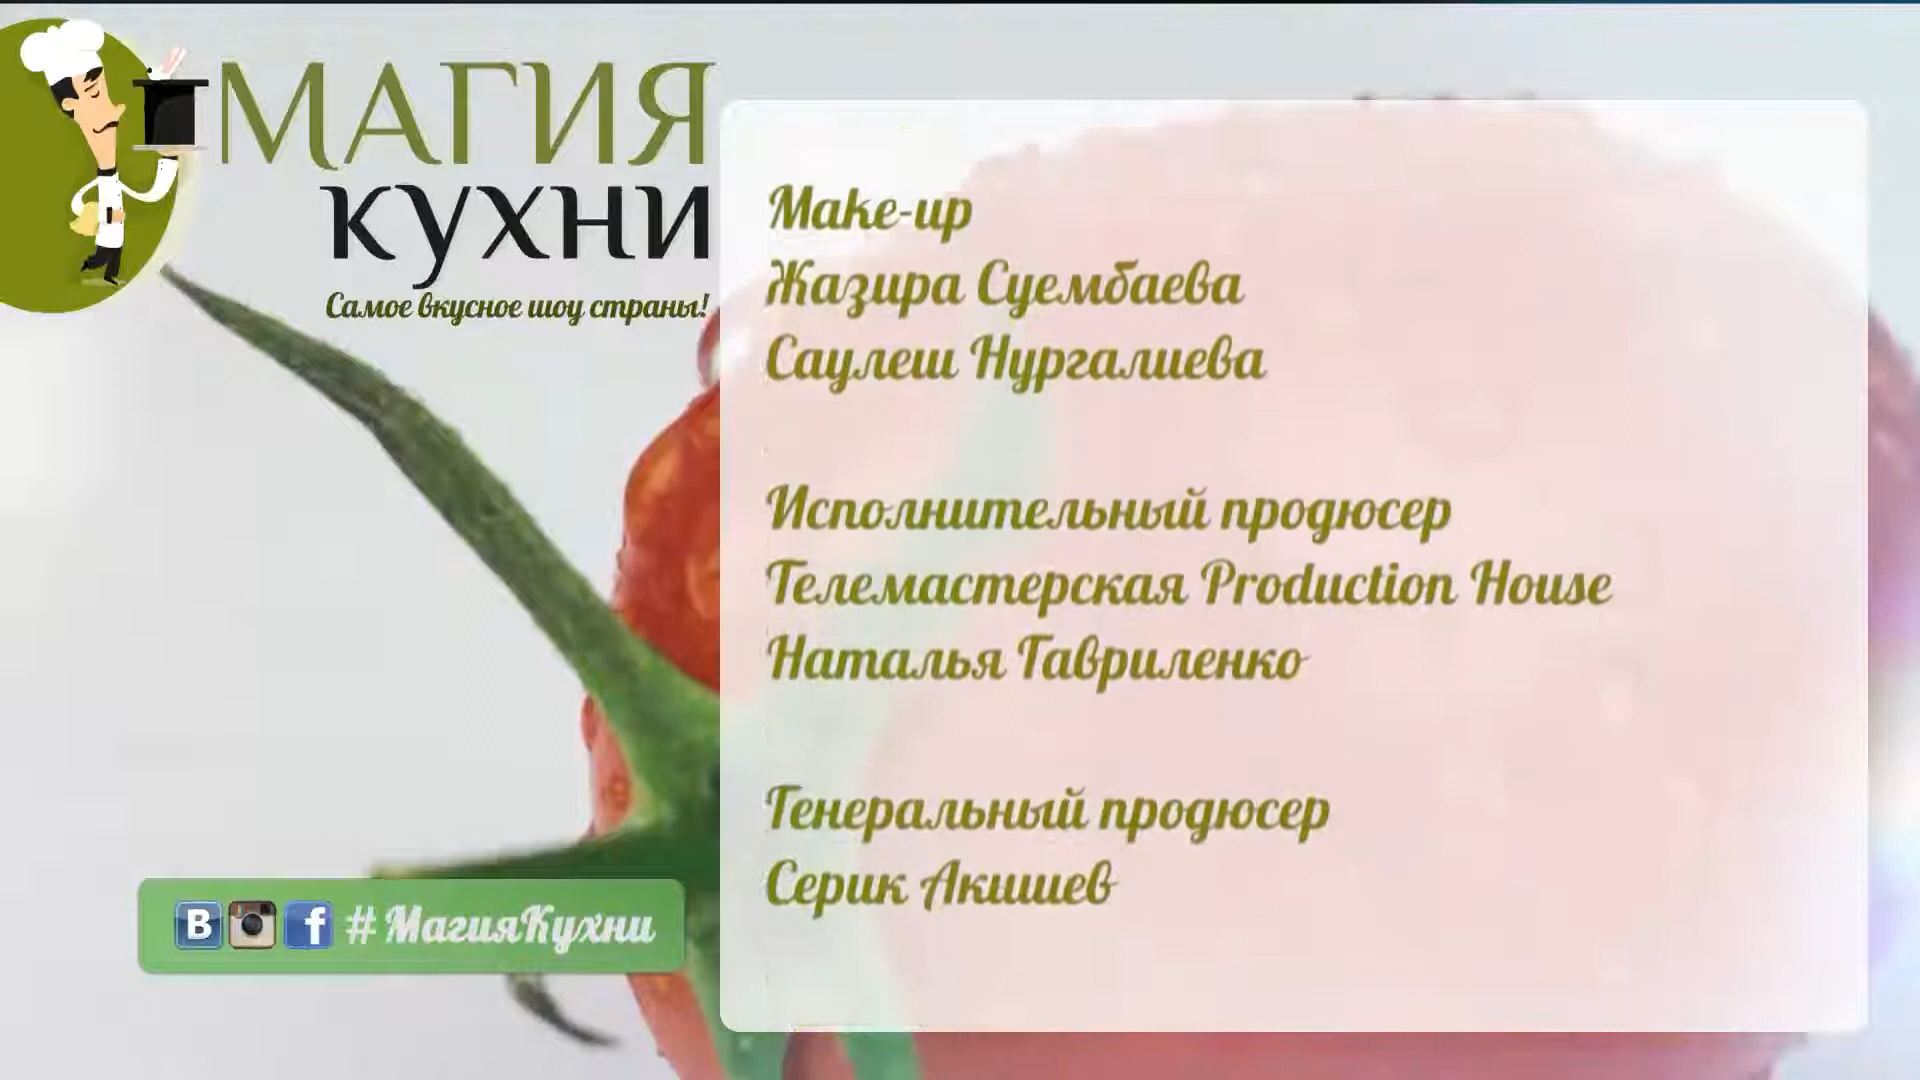 МАГИЯ
кухни
Самое вкусное шоу страны!
Make-up
Жазира Суембаева
Саулеш Нургалиева
Исполнительный продюсер
Телемастерская Production House
Наталья Гавриленко
Генеральный продюсер
Серик Акишев
В f #МагияКухни